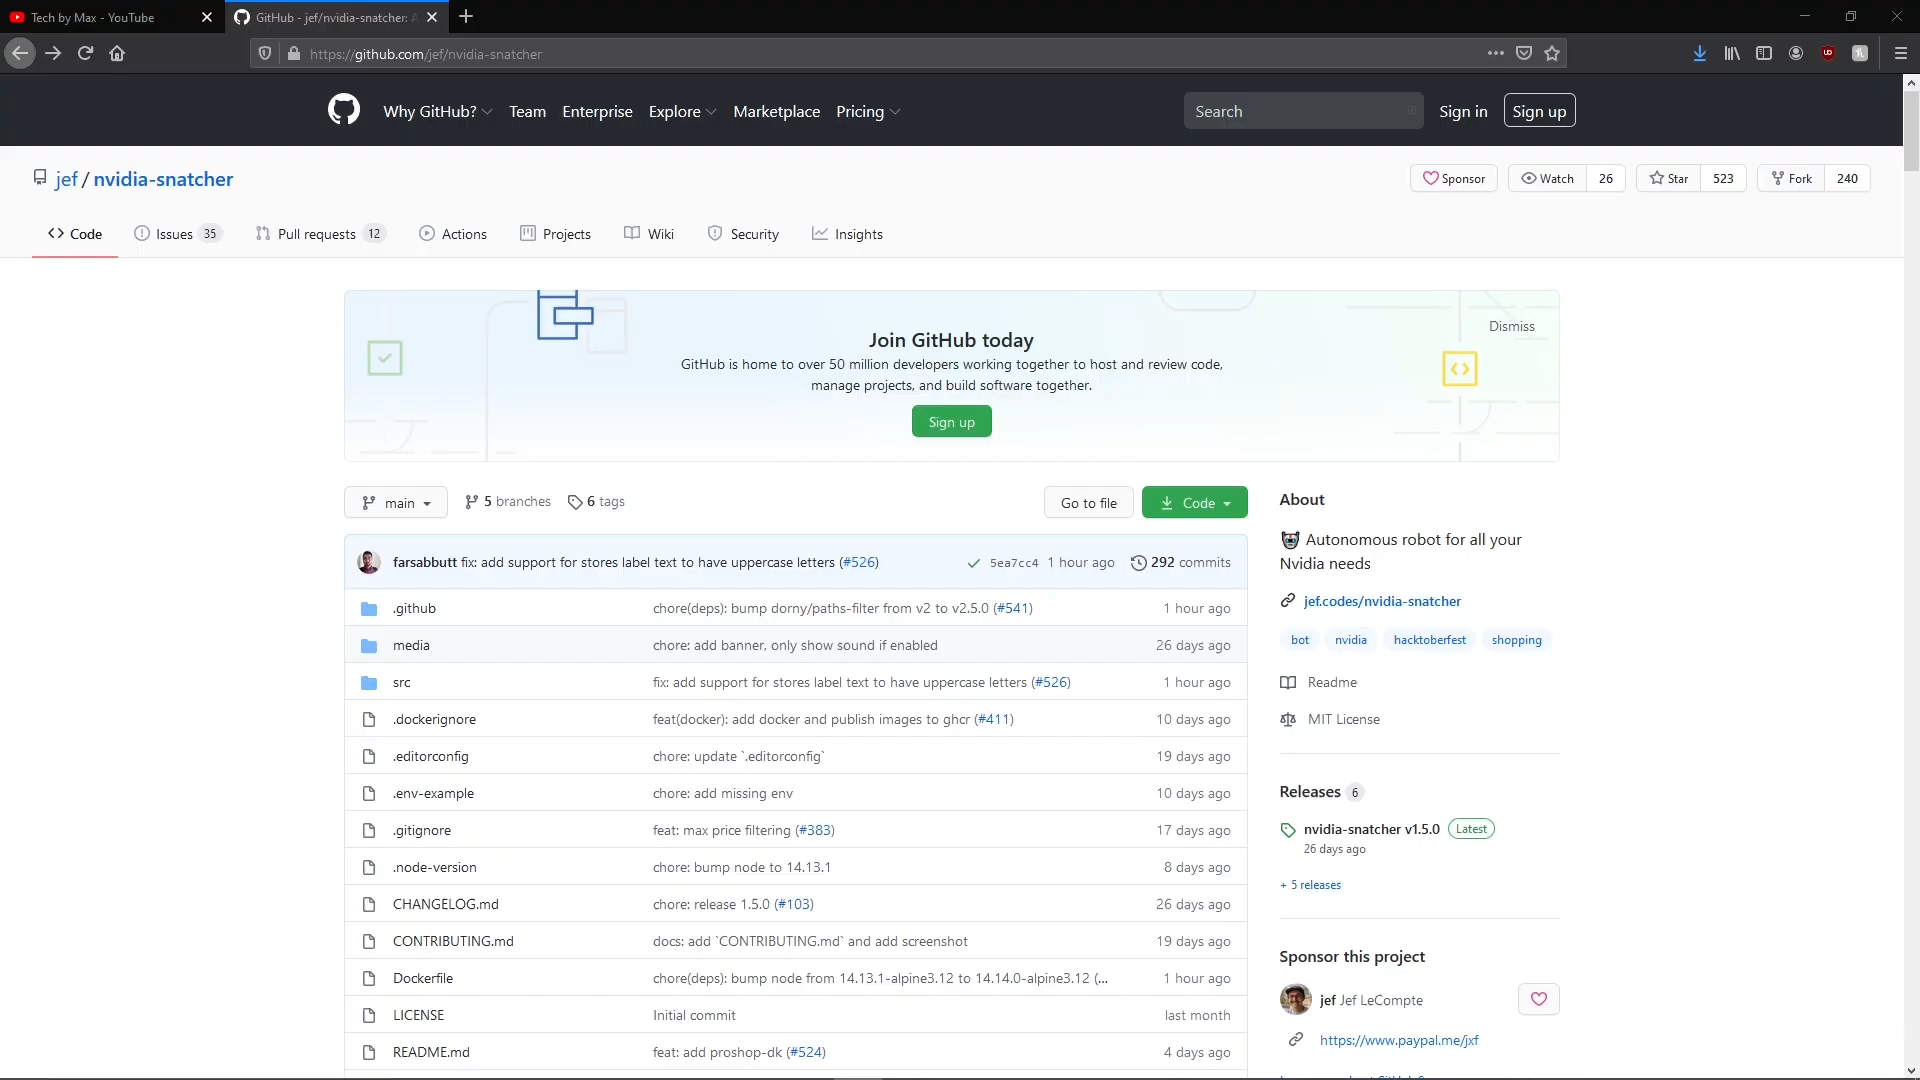 Tech by Max - YouTube
GitHub - jef/nvidia-snatcher: A
https://github.com/jef/nvidia-snatcher
Why GitHub? Team Enterprise Explore Marketplace Pricing Search Sign in Sign up
jef / nvidia-snatcher Sponsor Watch 26 Star 523 Fork 240
Code Issues 35 Pull requests 12 Actions Projects Wiki Security Insights
Join GitHub today
Dismiss
GitHub is home to over 50 million developers working together to host and review code,
manage projects, and build software together.
Sign up
main 5 branches 6 tags Go to file Code
farsabbutt fix: add support for stores label text to have uppercase letters (#526) 5ea7cc4 1 hour ago 292 commits
.github chore(deps): bump dorny/paths-filter from v2 to v2.5.0 (#541) 1 hour ago
media chore: add banner, only show sound if enabled 26 days ago
src fix: add support for stores label text to have uppercase letters (#526) 1 hour ago
.dockerignore feat(docker): add docker and publish images to ghcr (#411) 10 days ago
.editorconfig chore: update `.editorconfig` 19 days ago
.env-example chore: add missing env 10 days ago
.gitignore feat: max price filtering (#383) 17 days ago
.node-version chore: bump node to 14.13.1 8 days ago
CHANGELOG.md chore: release 1.5.0 (#103) 26 days ago
CONTRIBUTING.md docs: add `CONTRIBUTING.md` and add screenshot 19 days ago
Dockerfile chore(deps): bump node from 14.13.1-alpine3.12 to 14.14.0-alpine3.12 (... 1 hour ago
LICENSE Initial commit last month
README.md feat: add proshop-dk (#524) 4 days ago
About
Autonomous robot for all your
Nvidia needs
jef.codes/nvidia-snatcher
bot nvidia hacktoberfest shopping
Readme
MIT License
Releases 6
nvidia-snatcher v1.5.0 Latest
26 days ago
+ 5 releases
Sponsor this project
jef Jef LeCompte
https://www.paypal.me/jxf